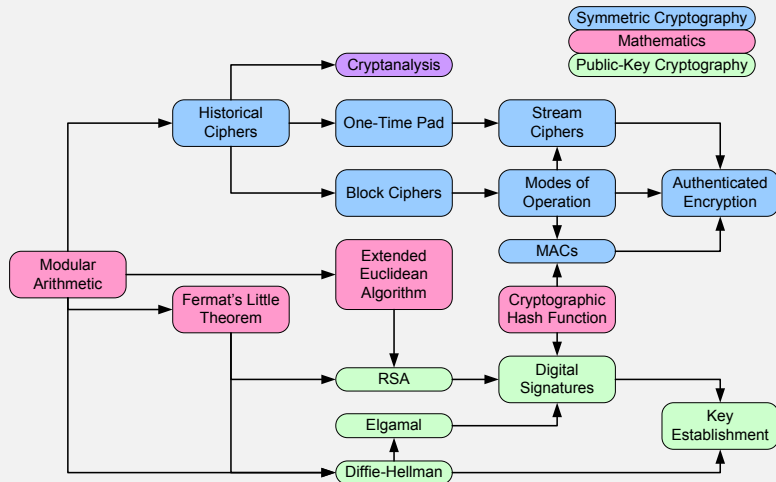 Symmetric Cryptography
Mathematics
Public-Key Cryptography
Cryptanalysis
Historical
Ciphers
One-Time Pad
Stream
Ciphers
Block Ciphers
Modes of
Operation
Authenticated
Encryption
MACs
Modular
Arithmetic
Extended
Euclidean
Algorithm
Fermat's Little
Theorem
Cryptographic
Hash Function
RSA
Digital
Signatures
Elgamal
Key
Establishment
Diffie-Hellman